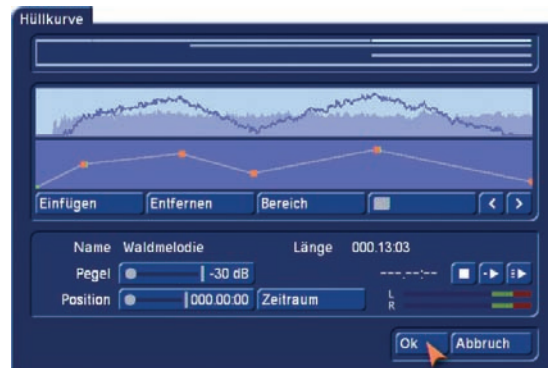 Hüllkurve
Einfügen Entfernen Bereich
Name Waldmelodie Länge 000.13:03
Pegel -30 dB ---,--:--
Position 000.00:00 Zeitraum L
R
Ok Abbruch